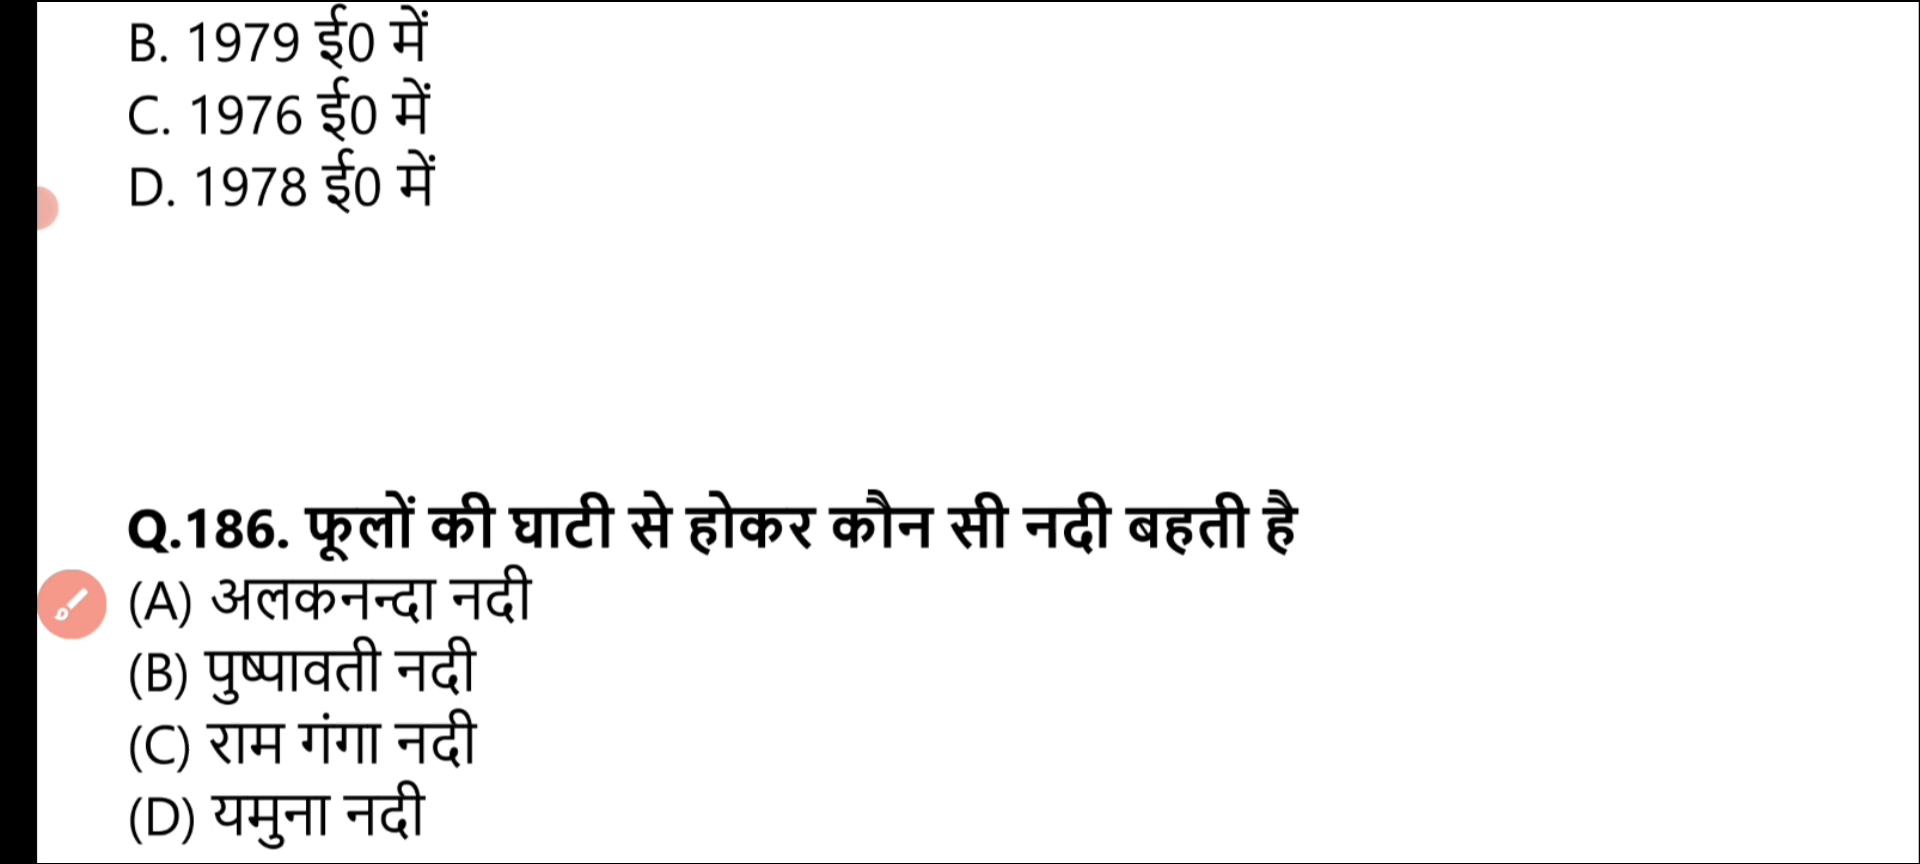 B. 1979 ई0 में
C. 1976 ई0 में
D. 1978 ई0 में
Q.186. फूलों की घाटी से होकर कौन सी नदी बहती है
(A) अलकनन्दा नदी
(B) पुष्पावती नदी
(C) राम गंगा नदी
(D) यमुना नदी